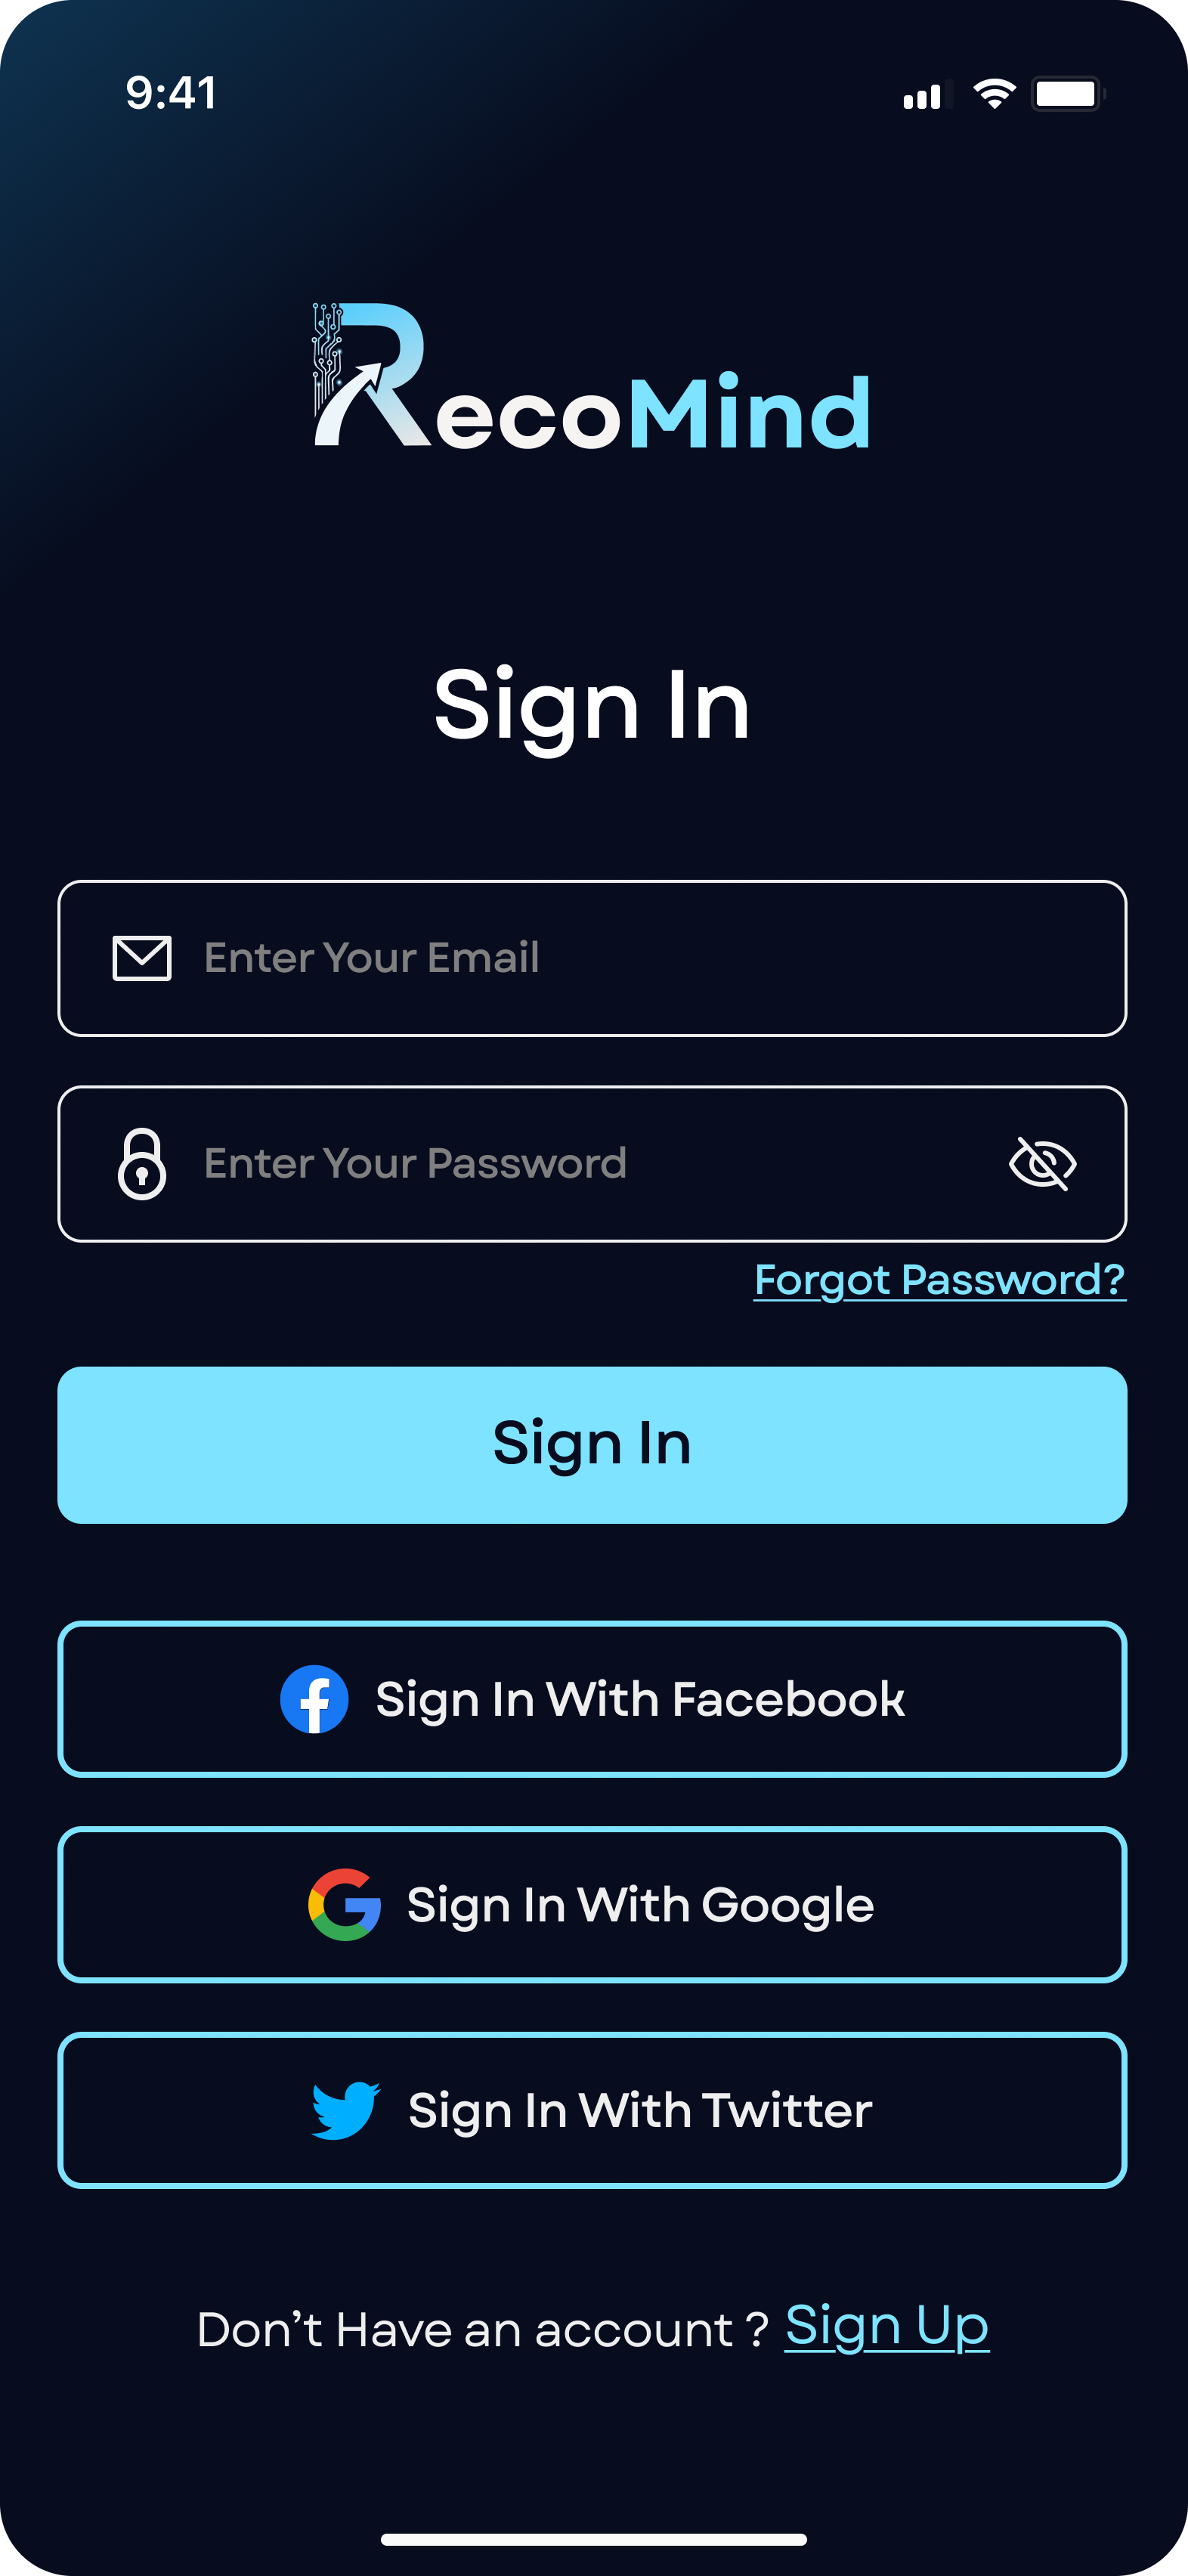 9:41
RecoMind
Sign In
Enter Your Email
Enter Your Password
Forgot Password?
Sign In
Sign In With Facebook
Sign In With Google
Sign In With Twitter
Don’t Have an account ? Sign Up